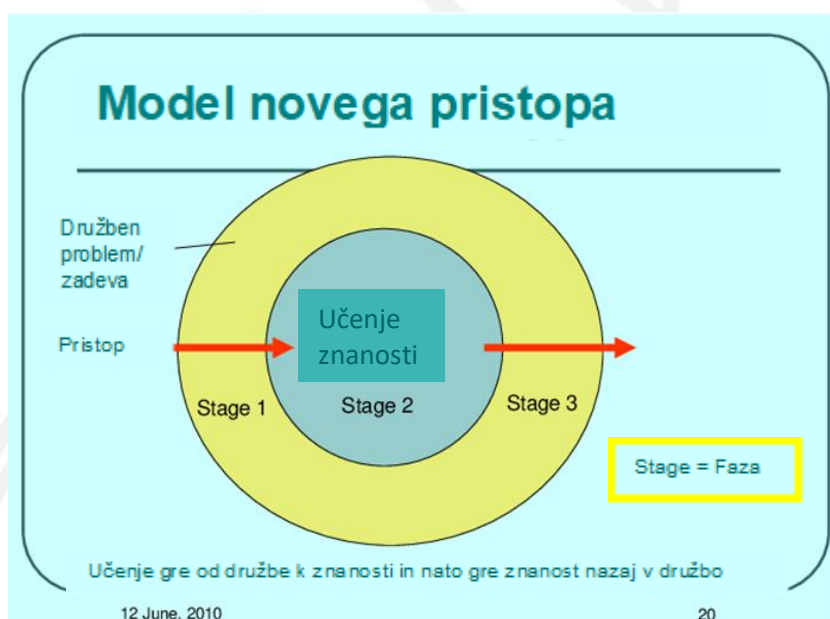 Model novega pristopa
Družben
problem/
zadeva
Učenje
znanosti
Pristop
Stage 1
Stage 2
Stage 3
Stage = Faza
Učenje gre od družbe k znanosti in nato gre znanost nazaj v družbo
12 June, 2010
20